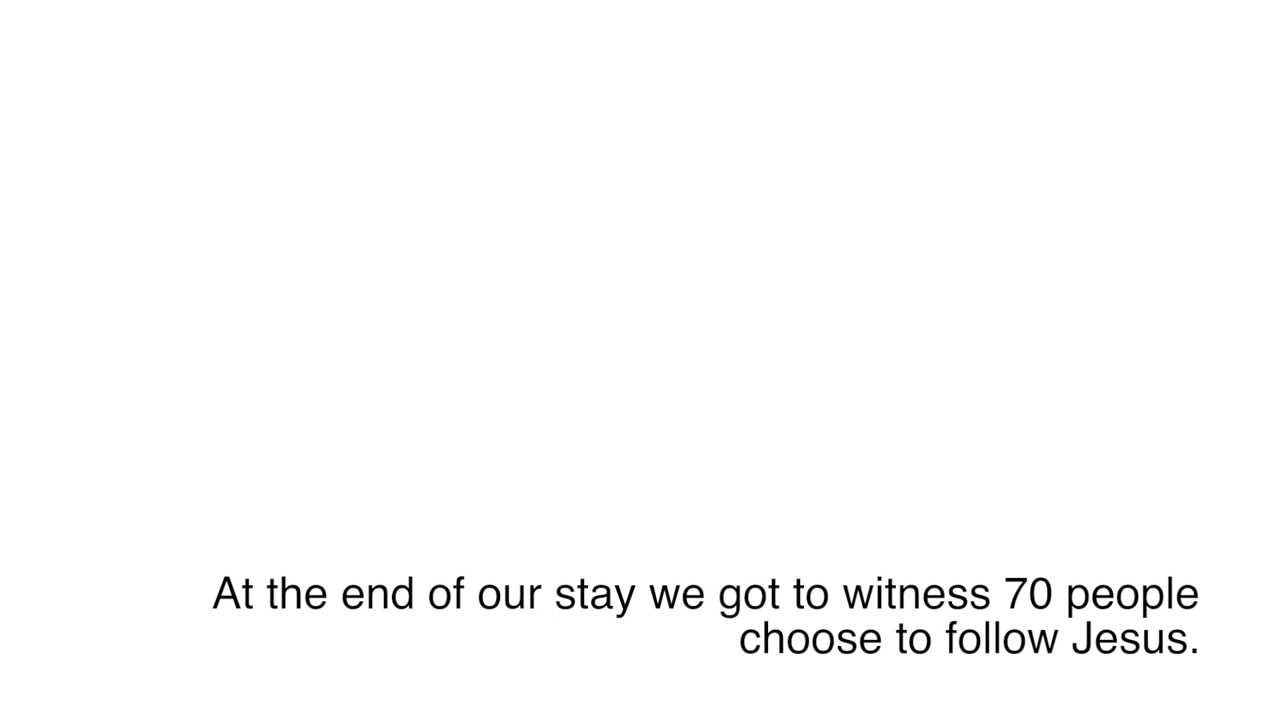 At the end of our stay we got to witness 70 people
choose to follow Jesus.